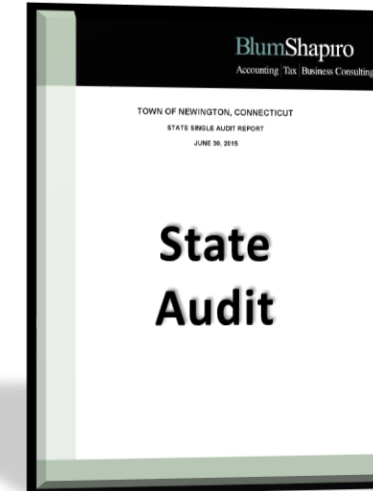 BlumShapiro
Accounting | Tax | Business Consulting
TOWN OF NEWINGTON, CONNECTICUT
STATE SINGLE AUDIT REPORT
JUNE 30, 2015
State
Audit